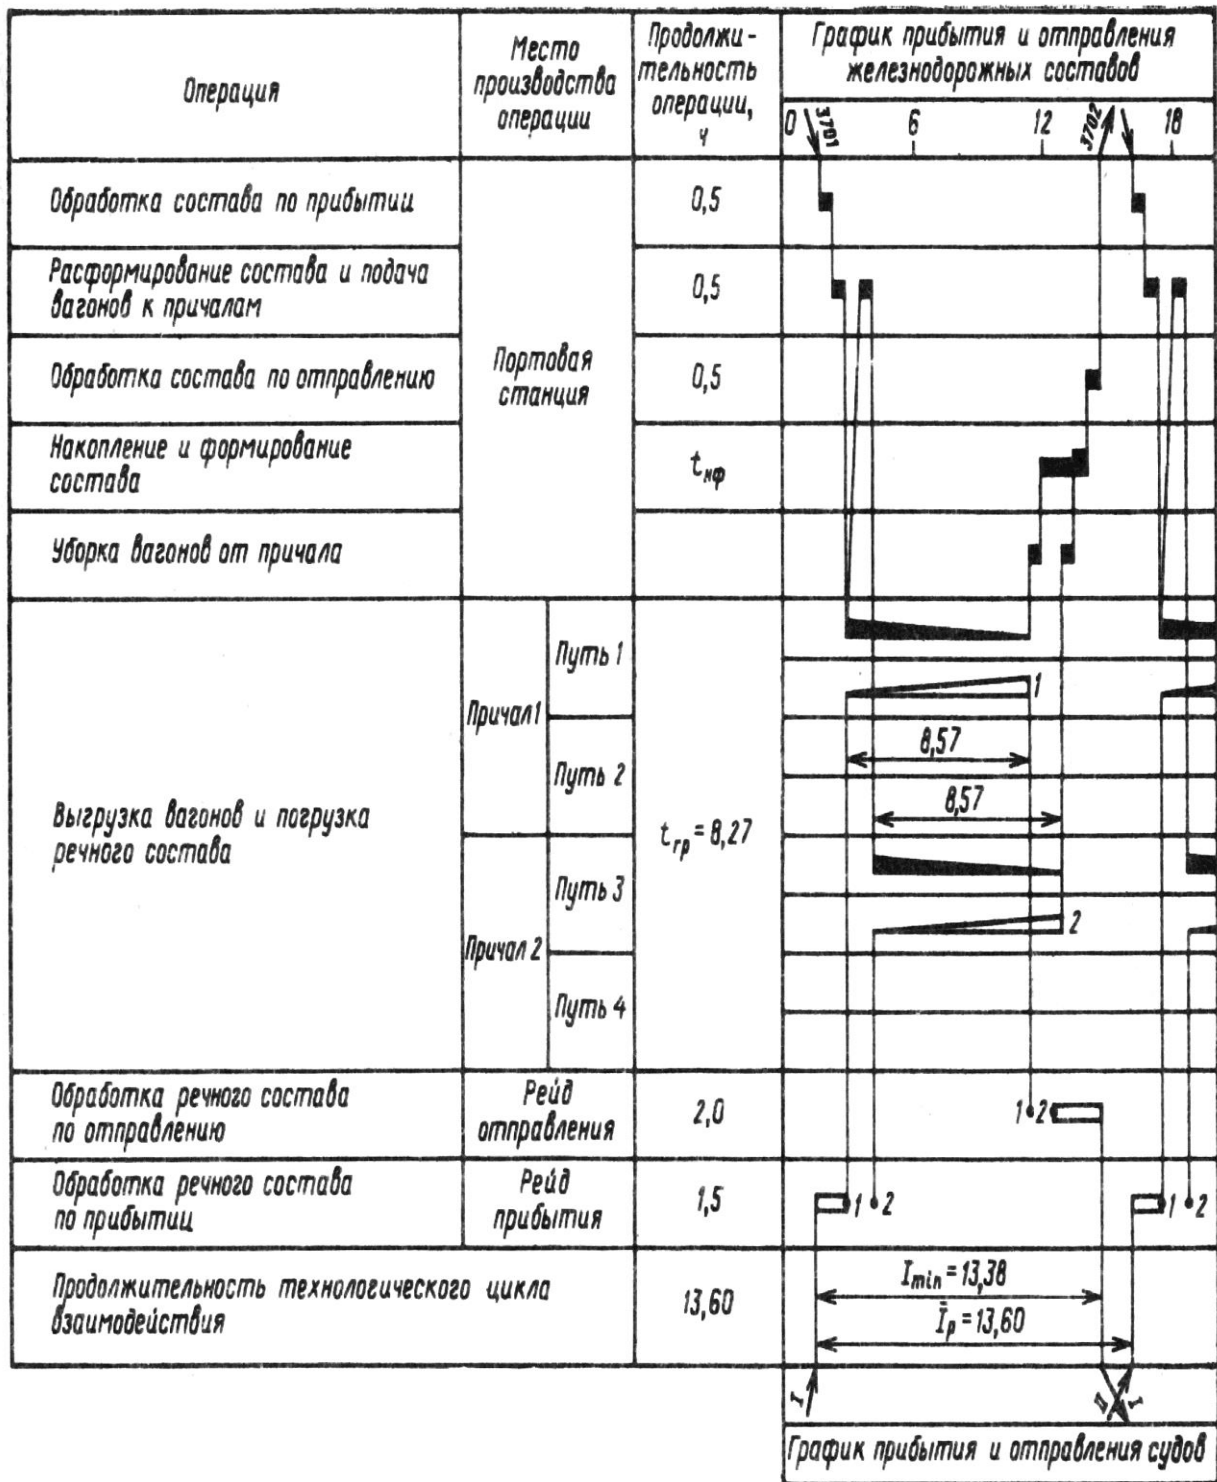 Операция
Место
производства
операции
Продолжи-
тельность
операции,
ч
График прибытия и отправления
железнодорожных составов
0
3701
6
12
3702
18
Обработка состава по прибытии
0,5
Расформирование состава и подача
вагонов к причалам
0,5
Обработка состава по отправлению
0,5
Накопление и формирование
состава
tнф
Уборка вагонов от причала
Портовая
станция
Выгрузка вагонов и погрузка
речного состава
Причал 1
Путь 1
Путь 2
Причал 2
Путь 3
Путь 4
tгр = 8,27
1
8,57
8,57
2
Обработка речного состава
по отправлению
Рейд
отправления
2,0
1 2
Обработка речного состава
по прибытии
Рейд
прибытия
1,5
1 2
1 2
Продолжительность технологического цикла
взаимодействия
13,60
Imin = 13,38
Īp = 13,60
I
II
I
График прибытия и отправления судов